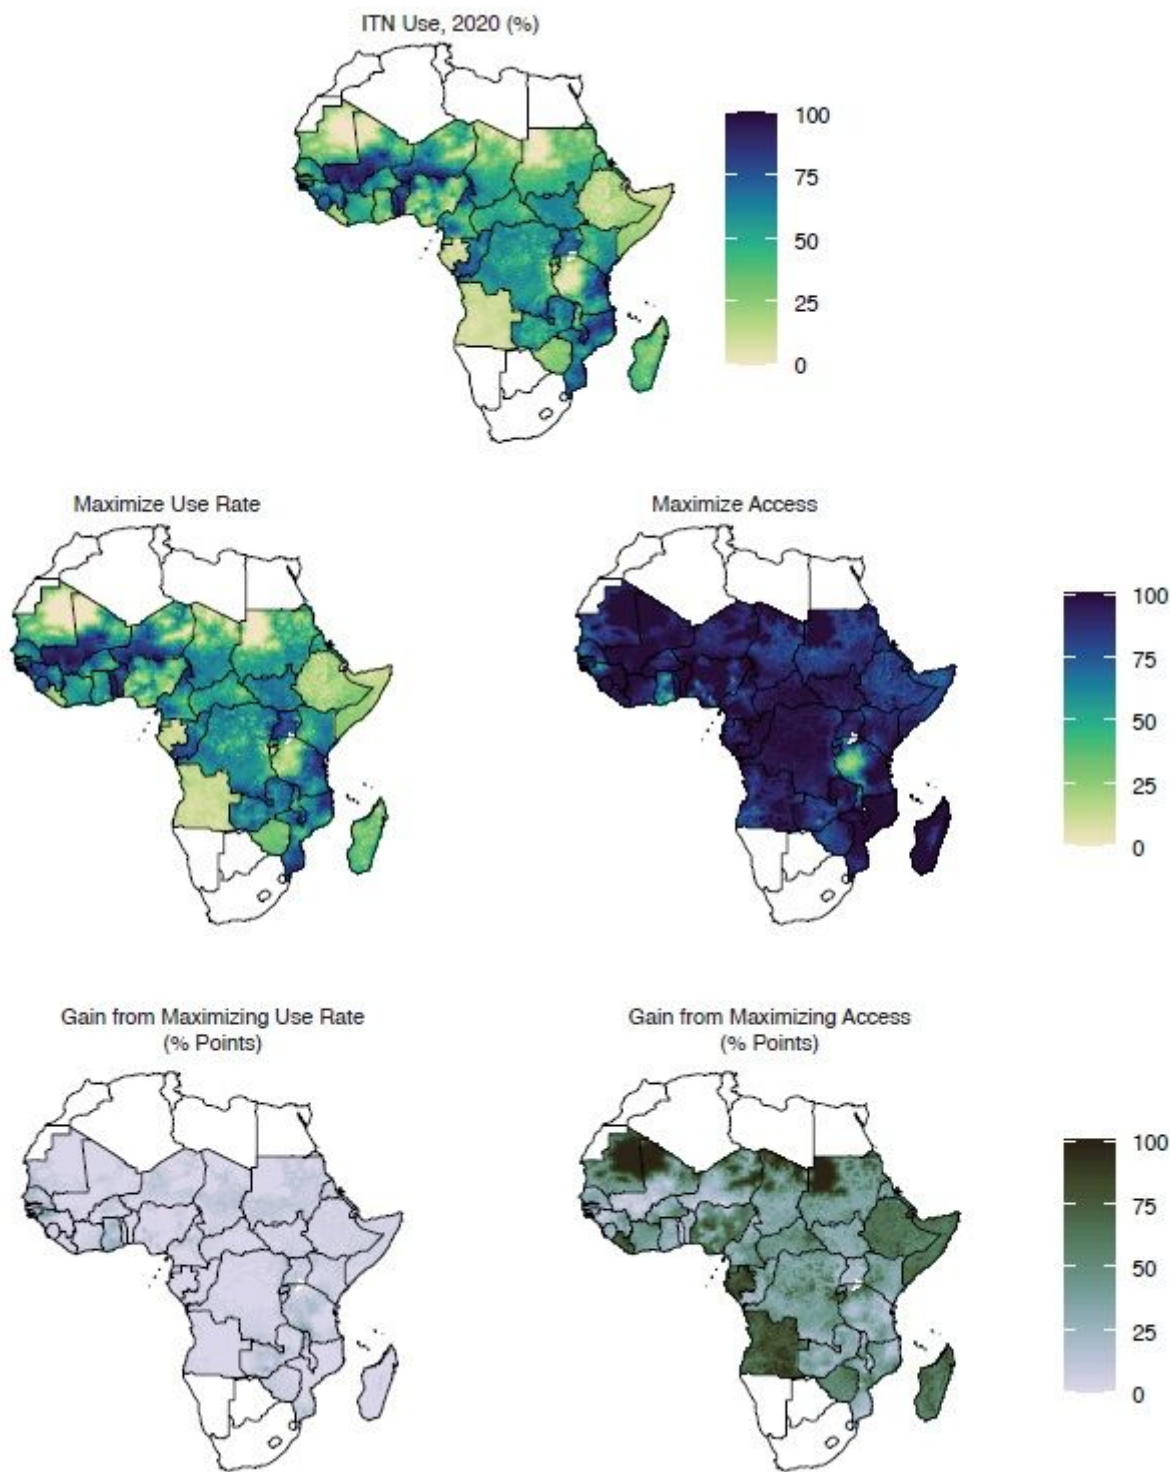 ITN Use, 2020 (%)
100
75
50
25
0
Maximize Use Rate
Maximize Access
100
75
50
25
0
Gain from Maximizing Use Rate
(% Points)
Gain from Maximizing Access
(% Points)
100
75
50
25
0